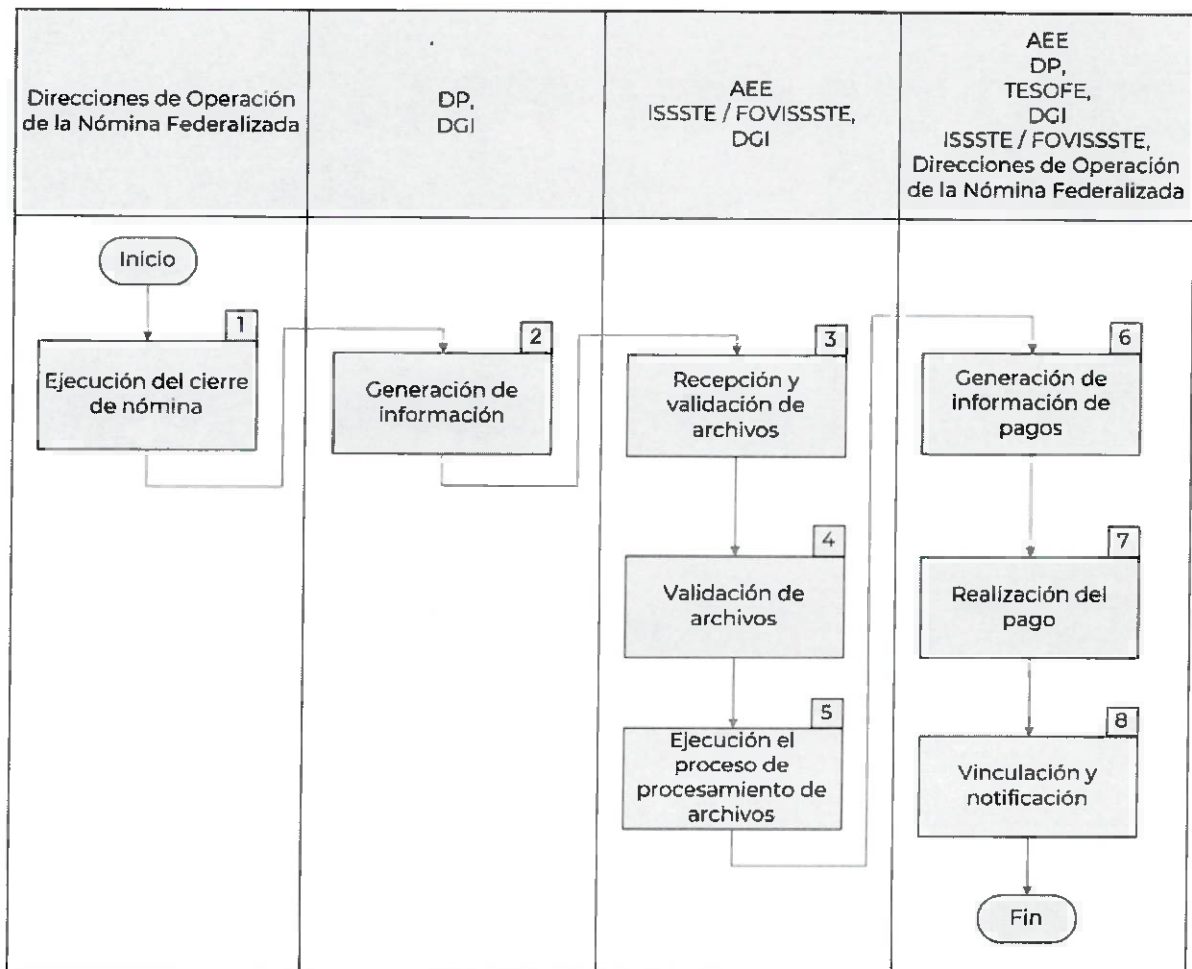 Direcciones de Operación
de la Nómina Federalizada
DP,
DGI
AEE
ISSSTE / FOVISSSTE,
DGI
AEE
DP,
TESOFE,
DGI
ISSSTE / FOVISSSTE,
Direcciones de Operación
de la Nómina Federalizada
Inicio
1
Ejecución del cierre
de nómina
2
Generación de
información
3
Recepción y
validación de
archivos
4
Validación de
archivos
5
Ejecución el
proceso de
procesamiento de
archivos
6
Generación de
información de
pagos
7
Realización del
pago
8
Vinculación y
notificación
Fin